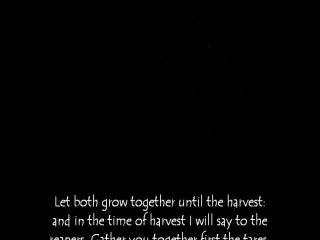 Let both grow together until the harvest:
and in the time of harvest I will say to the
reapers, Gather you together first the tares,